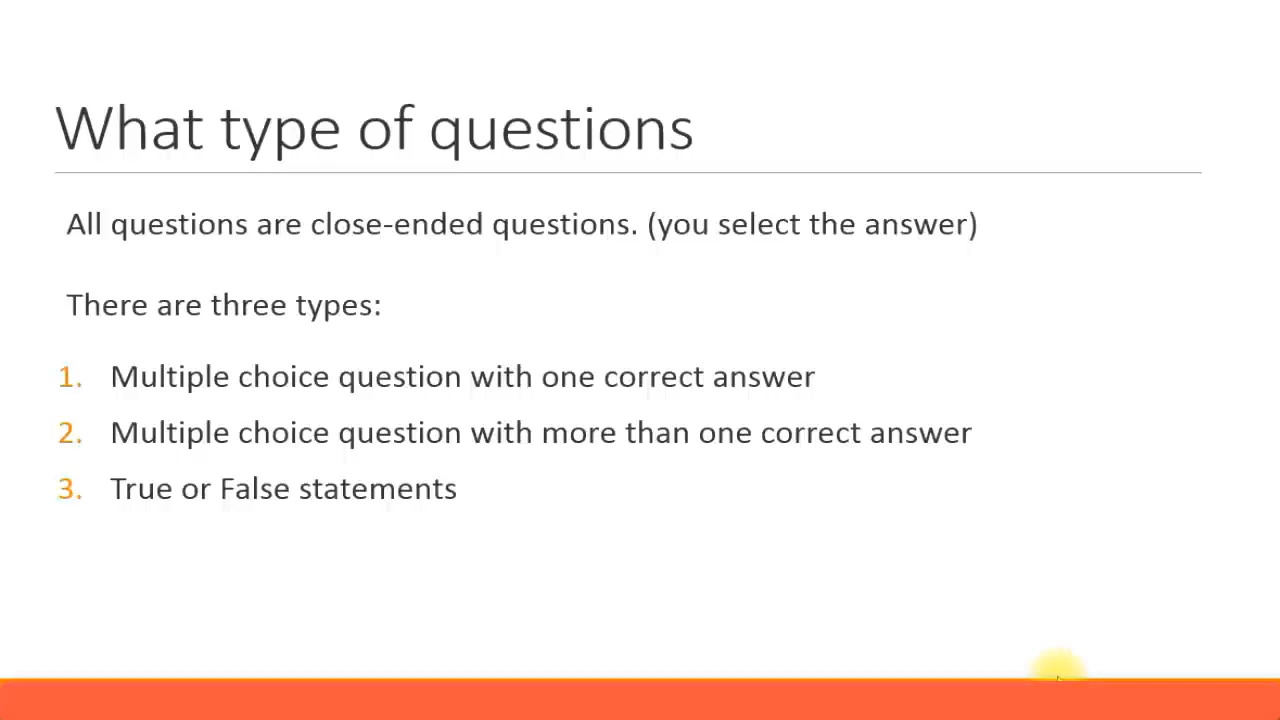 What type of questions
All questions are close-ended questions. (you select the answer)
There are three types:
1. Multiple choice question with one correct answer
2. Multiple choice question with more than one correct answer
3. True or False statements